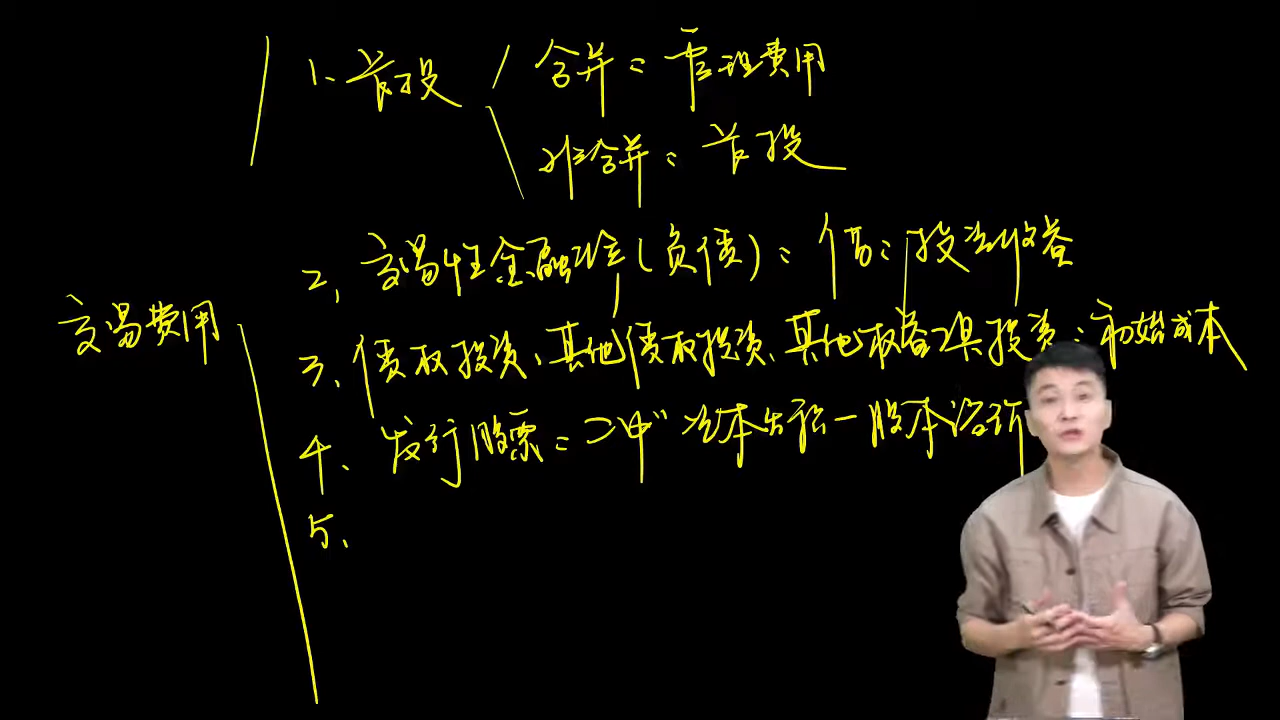 1、长投
合并:管理费用
非合并:长投
2、交易性金融资产(负债):借:投资收益
交易费用
3、债权投资、其他债权投资、其他权益工具投资:初始成本
4、发行股票:冲"资本公积-股本溢价
5、